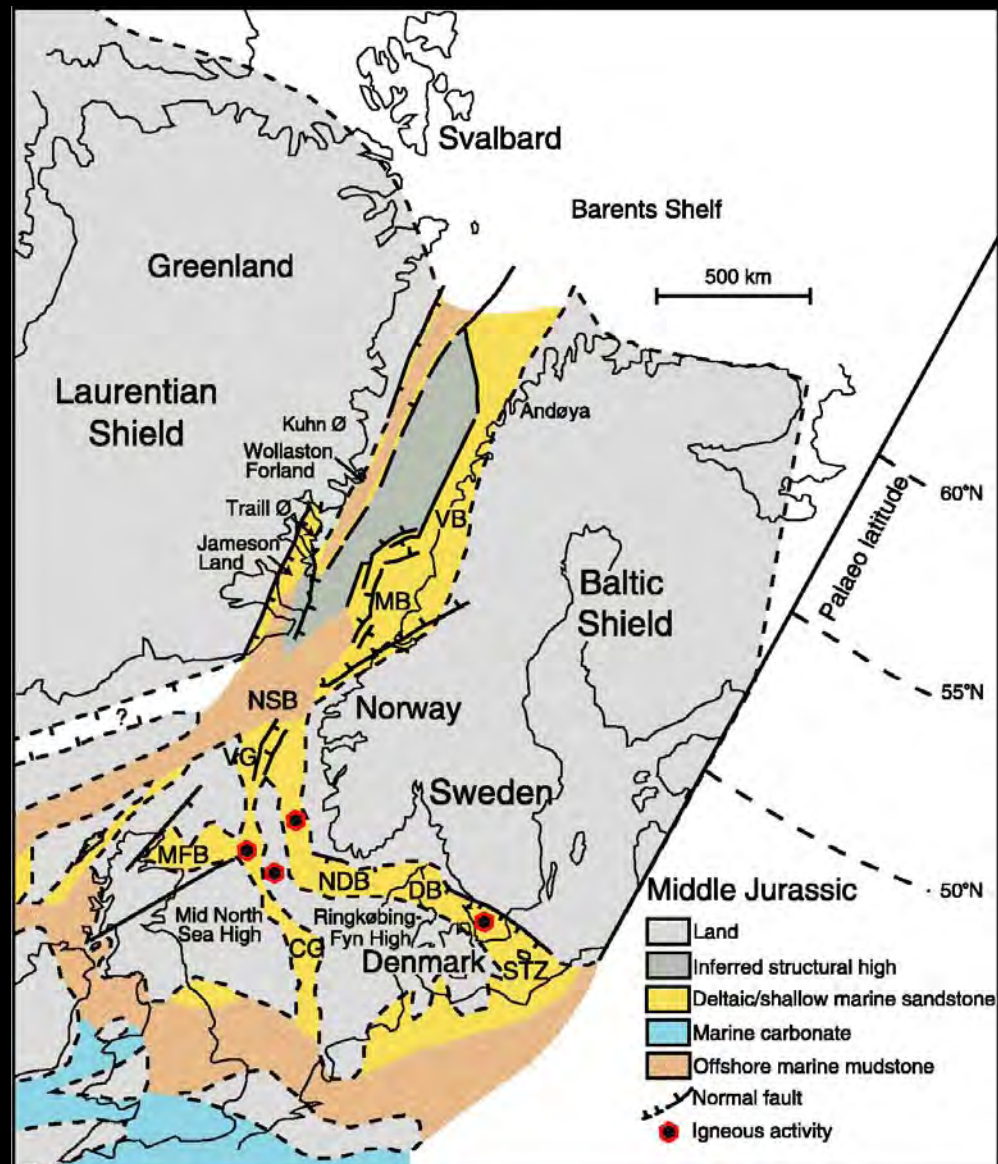 Svalbard
Barents Shelf
Greenland
500 km
Laurentian
Shield
Andøya
Kuhn Ø
Wollaston
Forland
60°N
Palaeo latitude
Traill Ø
VB
Jameson
Land
Baltic
Shield
MB
55°N
NSB
Norway
?
VG
Sweden
MFB
NDB
DB
50°N
Mid North
Sea High
Ringkøbing-
Fyn High
CG
Denmark
STZ
Middle Jurassic
Land
Inferred structural high
Deltaic/shallow marine sandstone
Marine carbonate
Offshore marine mudstone
Normal fault
Igneous activity